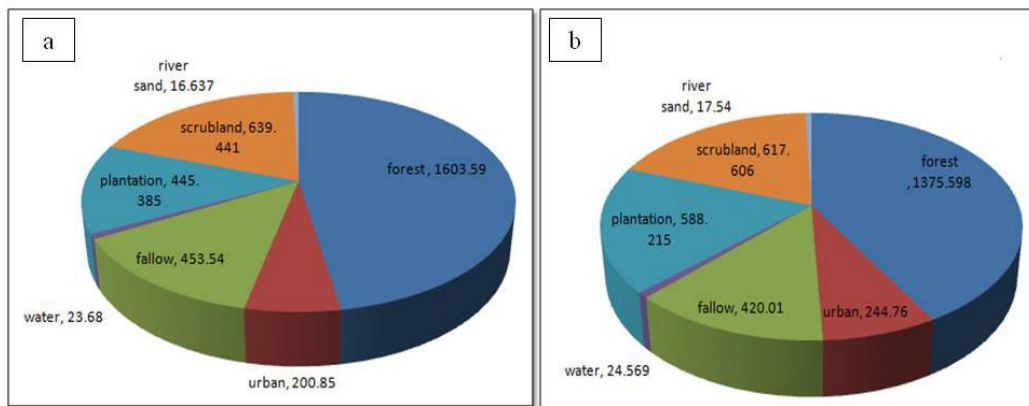 a
river
sand, 16.637
scrubland, 639.
441
forest, 1603.59
plantation, 445.
385
fallow, 453.54
water, 23.68
urban, 200.85
b
river
sand, 17.54
scrubland, 617.
606
forest
,1375.598
plantation, 588.
215
fallow, 420.01
urban, 244.76
water, 24.569